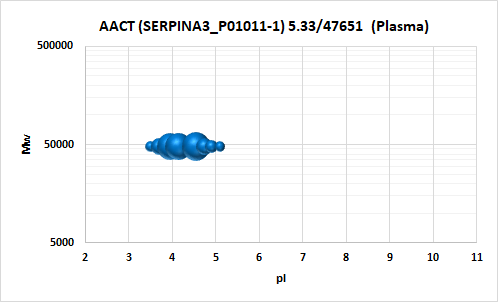 AACT (SERPINA3_P01011-1) 5.33/47651 (Plasma)
500000
50000
5000
Mw
2 3 4 5 6 7 8 9 10 11
pI